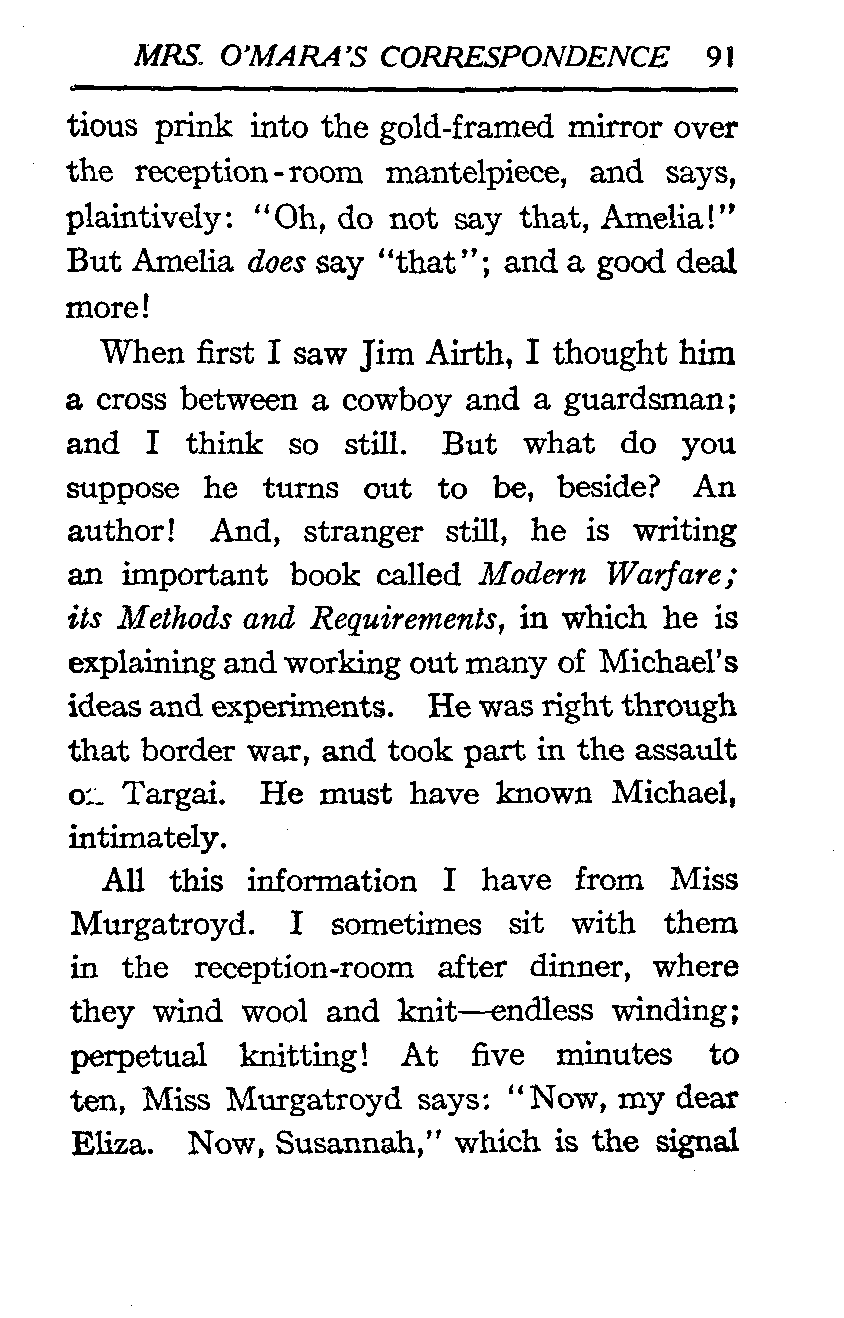 MRS. O'MARA'S CORRESPONDENCE 91
tious prink into the gold-framed mirror over
the reception-room mantelpiece, and says,
plaintively: "Oh, do not say that, Amelia!"
But Amelia does say "that"; and a good deal
more!
When first I saw Jim Airth, I thought him
a cross between a cowboy and a guardsman;
and I think so still. But what do you
suppose he turns out to be, beside? An
author! And, stranger still, he is writing
an important book called Modern Warfare;
its Methods and Requirements, in which he is
explaining and working out many of Michael's
ideas and experiments. He was right through
that border war, and took part in the assault
Targai. He must have known Michael,
intimately.
All this information I have from Miss
Murgatroyd. I sometimes sit with them
in the reception-room after dinner, where
they wind wool and knit—endless winding;
perpetual knitting! At five minutes to
ten, Miss Murgatroyd says: "Now, my dear
Eliza. Now, Susannah," which is the signal